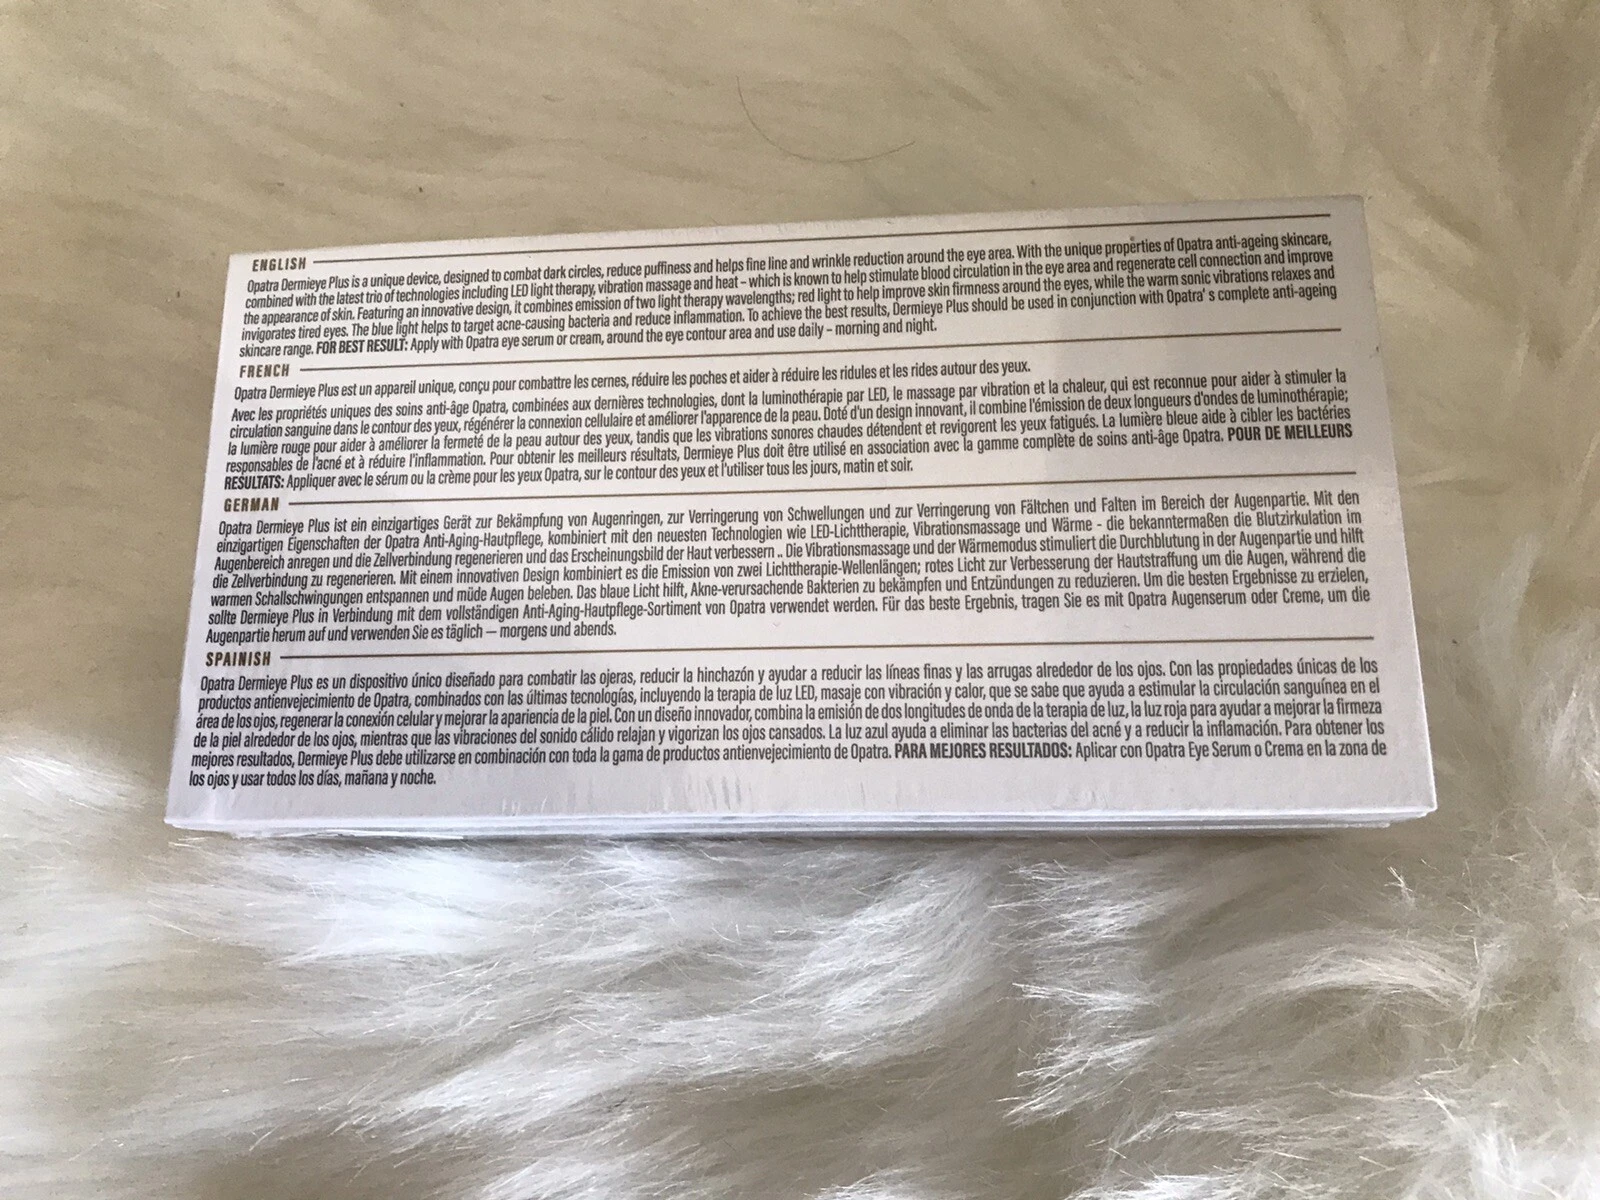 ENGLISH
Opatra Dermieye Plus is a unique device, designed to combat dark circles, reduce puffiness and helps fine line and wrinkle reduction around the eye area. With the unique properties of Opatra anti-ageing skincare,
combined with the latest trio of technologies including LED light therapy, vibration massage and heat – which is known to help stimulate blood circulation in the eye area and regenerate cell connection and improve
the appearance of skin. Featuring an innovative design, it combines emission of two light therapy wavelengths; red light to help improve skin firmness around the eyes, while the warm sonic vibrations relaxes and
invigorates tired eyes. The blue light helps to target acne-causing bacteria and reduce inflammation. To achieve the best results, Dermieye Plus should be used in conjunction with Opatra' s complete anti-ageing
skincare range. FOR BEST RESULT: Apply with Opatra eye serum or cream, around the eye contour area and use daily – morning and night.
FRENCH
Opatra Dermieye Plus est un appareil unique, conçu pour combattre les cernes, réduire les poches et aider à réduire les ridules et les rides autour des yeux.
Avec les propriétés uniques des soins anti-âge Opatra, combinées aux dernières technologies, dont la luminothérapie par LED, le massage par vibration et la chaleur, qui est reconnue pour aider à stimuler la
circulation sanguine dans le contour des yeux, régénérer la connexion cellulaire et améliorer l'apparence de la peau. Doté d'un design innovant, il combine l'émission de deux longueurs d'ondes de luminothérapie;
la lumière rouge pour aider à améliorer la fermeté de la peau autour des yeux, tandis que les vibrations sonores chaudes détendent et revigorent les yeux fatigués. La lumière bleue aide à cibler les bactéries
responsables de l'acné et à réduire l'inflammation. Pour obtenir les meilleurs résultats, Dermieye Plus doit être utilisé en association avec la gamme complète de soins anti-âge Opatra. POUR DE MEILLEURS
RESULTATS: Appliquer avec le sérum ou la crème pour les yeux Opatra, sur le contour des yeux et l'utiliser tous les jours, matin et soir.
GERMAN
Opatra Dermieye Plus ist ein einzigartiges Gerät zur Bekämpfung von Augenringen, zur Verringerung von Schwellungen und zur Verringerung von Fältchen und Falten im Bereich der Augenpartie. Mit den
einzigartigen Eigenschaften der Opatra Anti-Aging-Hautpflege, kombiniert mit den neuesten Technologien wie LED-Lichttherapie, Vibrationsmassage und Wärme - die bekanntermaßen die Blutzirkulation im
Augenbereich anregen und die Zellverbindung regenerieren und das Erscheinungsbild der Haut verbessern .. Die Vibrationsmassage und der Wärmemodus stimuliert die Durchblutung in der Augenpartie und hilft
die Zellverbindung zu regenerieren. Mit einem innovativen Design kombiniert es die Emission von zwei Lichttherapie-Wellenlängen; rotes Licht zur Verbesserung der Hautstraffung um die Augen, während die
warmen Schallschwingungen entspannen und müde Augen beleben. Das blaue Licht hilft, Akne-verursachende Bakterien zu bekämpfen und Entzündungen zu reduzieren. Um die besten Ergebnisse zu erzielen,
sollte Dermieye Plus in Verbindung mit dem vollständigen Anti-Aging-Hautpflege-Sortiment von Opatra verwendet werden. Für das beste Ergebnis, tragen Sie es mit Opatra Augenserum oder Creme, um die
Augenpartie herum auf und verwenden Sie es täglich — morgens und abends.
SPAINISH
Opatra Dermieye Plus es un dispositivo único diseñado para combatir las ojeras, reducir la hinchazón y ayudar a reducir las líneas finas y las arrugas alrededor de los ojos. Con las propiedades únicas de los
productos antienvejecimiento de Opatra, combinados con las últimas tecnologías, incluyendo la terapia de luz LED, masaje con vibración y calor, que se sabe que ayuda a estimular la circulación sanguínea en el
área de los ojos, regenerar la conexión celular y mejorar la apariencia de la piel. Con un diseño innovador, combina la emisión de dos longitudes de onda de la terapia de luz, la luz roja para ayudar a mejorar la firmeza
de la piel alrededor de los ojos, mientras que las vibraciones del sonido cálido relajan y vigorizan los ojos cansados. La luz azul ayuda a eliminar las bacterias del acné y a reducir la inflamación. Para obtener los
mejores resultados, Dermieye Plus debe utilizarse en combinación con toda la gama de productos antienvejecimiento de Opatra. PARA MEJORES RESULTADOS: Aplicar con Opatra Eye Serum o Crema en la zona de
los ojos y usar todos los días, mañana y noche.